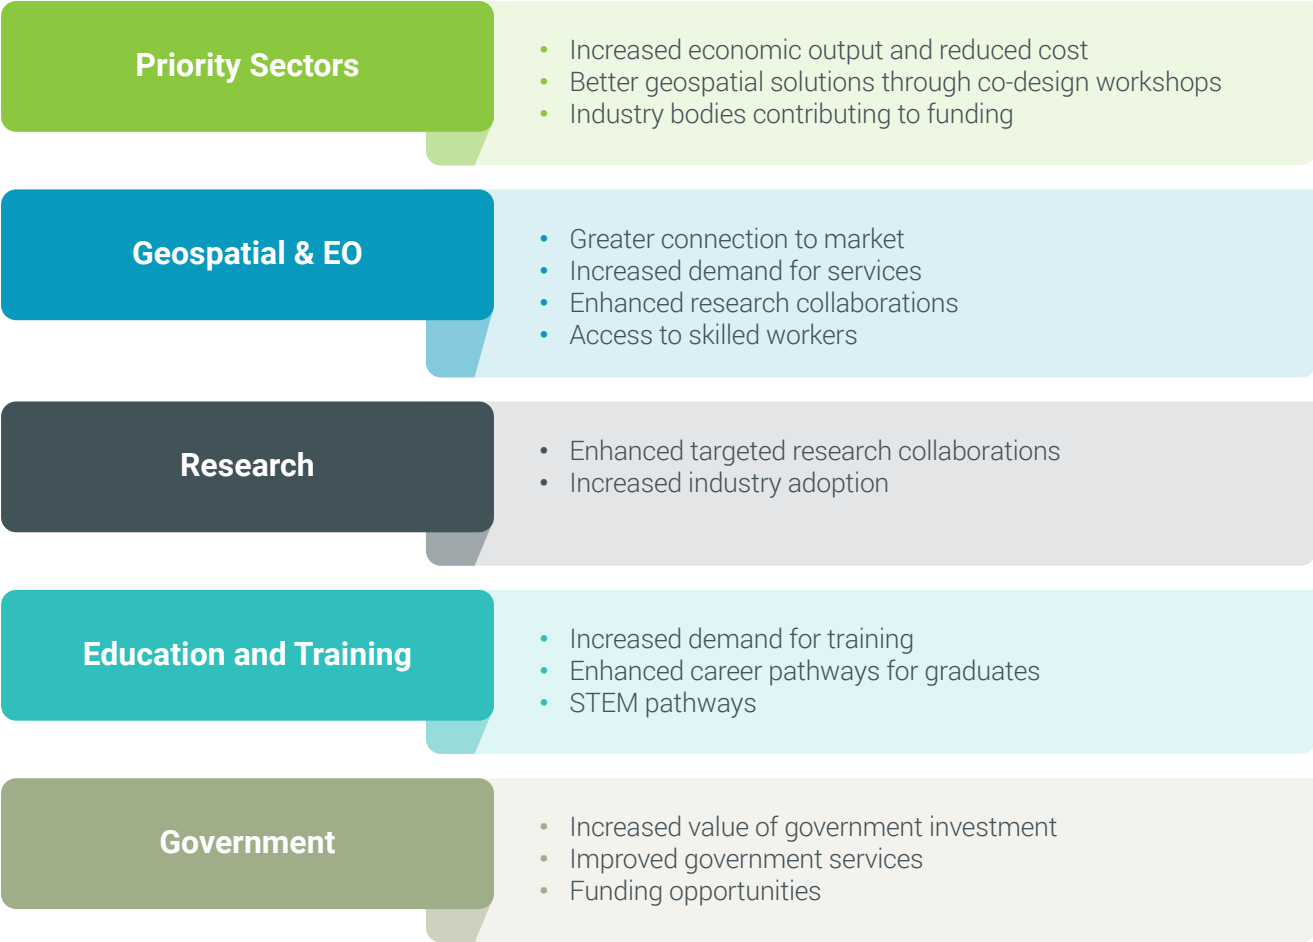 Priority Sectors
• Increased economic output and reduced cost
• Better geospatial solutions through co-design workshops
• Industry bodies contributing to funding
Geospatial & EO
• Greater connection to market
• Increased demand for services
• Enhanced research collaborations
• Access to skilled workers
Research
• Enhanced targeted research collaborations
• Increased industry adoption
Education and Training
• Increased demand for training
• Enhanced career pathways for graduates
• STEM pathways
Government
• Increased value of government investment
• Improved government services
• Funding opportunities